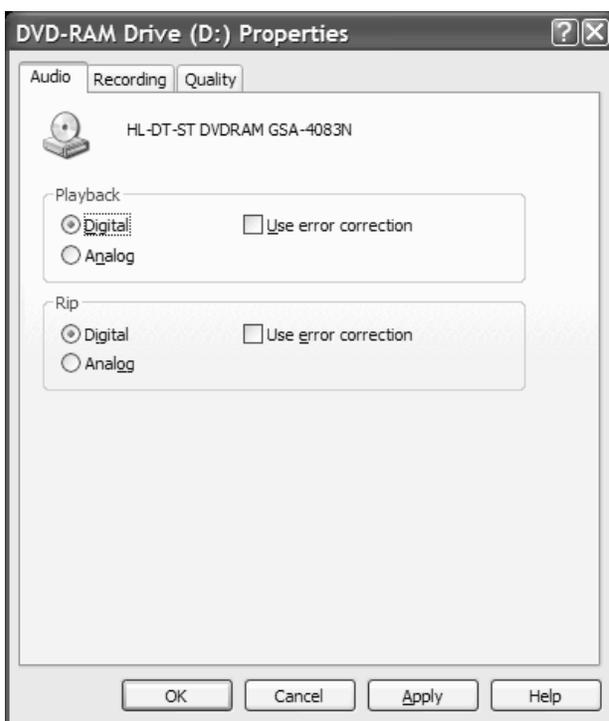 DVD-RAM Drive (D:) Properties
Audio Recording Quality
HL-DT-ST DVDRAM GSA-4083N
Playback
Digital Use error correction
Analog
Rip
Digital Use error correction
Analog
OK Cancel Apply Help